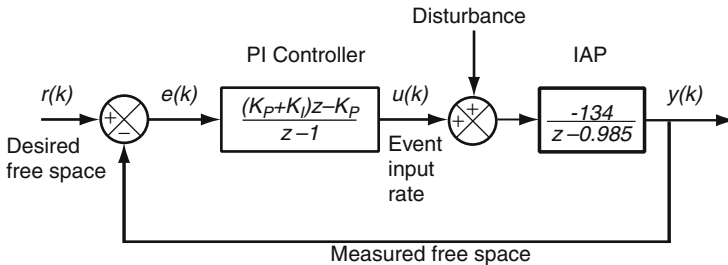 Disturbance
PI Controller
IAP
r(k)
e(k)
(K_P+K_I)z–K_P
z–1
u(k)
-134
z–0.985
y(k)
+
–
+
+
Desired
free space
Event
input
rate
Measured free space